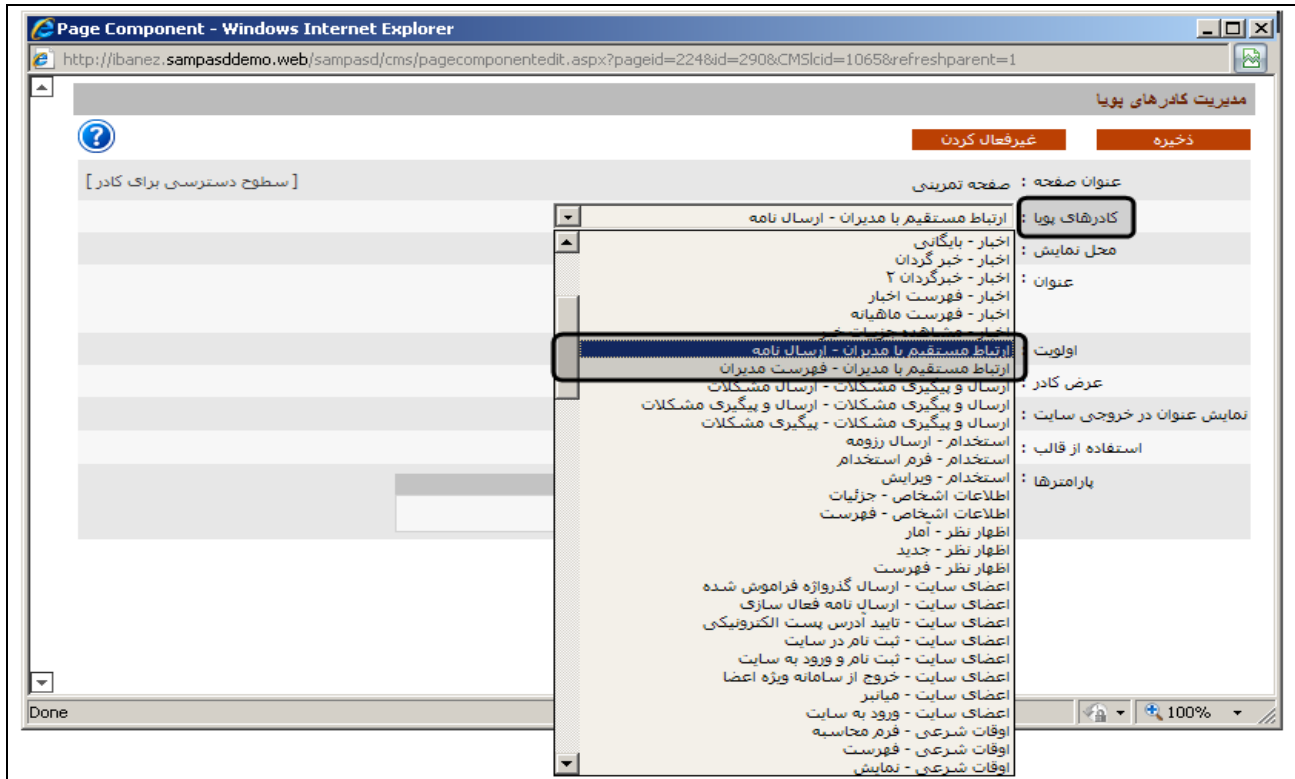 Page Component - Windows Internet Explorer
http://ibanez.sampasddemo.web/sampasd/cms/pagecomponentedit.aspx?pageid=224&id=290&CMSlcid=1065&refreshparent=1
مدیریت کادر های پویا
ذخیره غیرفعال کردن
عنوان صفحه : صفحه تمرینی [ سطوح دسترسی برای کادر ]
کادرهای پویا : ارتباط مستقیم با مدیران - ارسال نامه
محل نمایش :
عنوان :
اولویت
عرض کادر :
نمایش عنوان در خروجی سایت :
استفاده از قالب :
پارامترها :
اخبار - بایگانی
اخبار - خبر گردان
اخبار - خبرگردان ۲
اخبار - فهرست اخبار
اخبار - فهرست ماهیانه
اخبار - مشاهده جزییات خبر
ارتباط مستقیم با مدیران - ارسال نامه
ارتباط مستقیم با مدیران - فهرست مدیران
ارسال و پیگیری مشکلات - ارسال مشکلات
ارسال و پیگیری مشکلات - ارسال و پیگیری مشکلات
ارسال و پیگیری مشکلات - پیگیری مشکلات
استخدام - ارسال رزومه
استخدام - فرم استخدام
استخدام - ویرایش
اطلاعات اشخاص - جزئیات
اطلاعات اشخاص - فهرست
اظهار نظر - آمار
اظهار نظر - جدید
اظهار نظر - فهرست
اعضای سایت - ارسال گذرواژه فراموش شده
اعضای سایت - ارسال نامه فعال سازی
اعضای سایت - تایید آدرس پست الکترونیکی
اعضای سایت - ثبت نام در سایت
اعضای سایت - ثبت نام و ورود به سایت
اعضای سایت - خروج از سامانه ویژه اعضا
اعضای سایت - میانبر
اعضای سایت - ورود به سایت
اوقات شرعی - فرم محاسبه
اوقات شرعی - فهرست
اوقات شرعی - نمایش
Done 100%